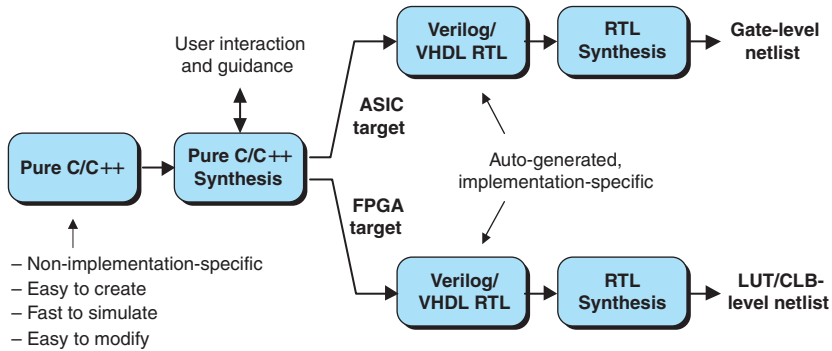 User interaction
and guidance
Verilog/
VHDL RTL
RTL
Synthesis
Gate-level
netlist
ASIC
target
Pure C/C++
Pure C/C++
Synthesis
Auto-generated,
implementation-specific
FPGA
target
– Non-implementation-specific
– Easy to create
– Fast to simulate
– Easy to modify
Verilog/
VHDL RTL
RTL
Synthesis
LUT/CLB-
level netlist